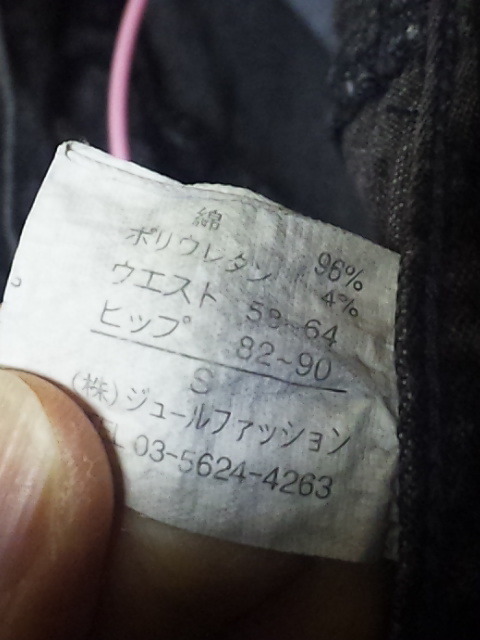 綿 96%
ポリウレタン 4%
ウエスト 58~64
ヒップ 82~90
S
(株)ジュールファッション
L 03-5624-4263